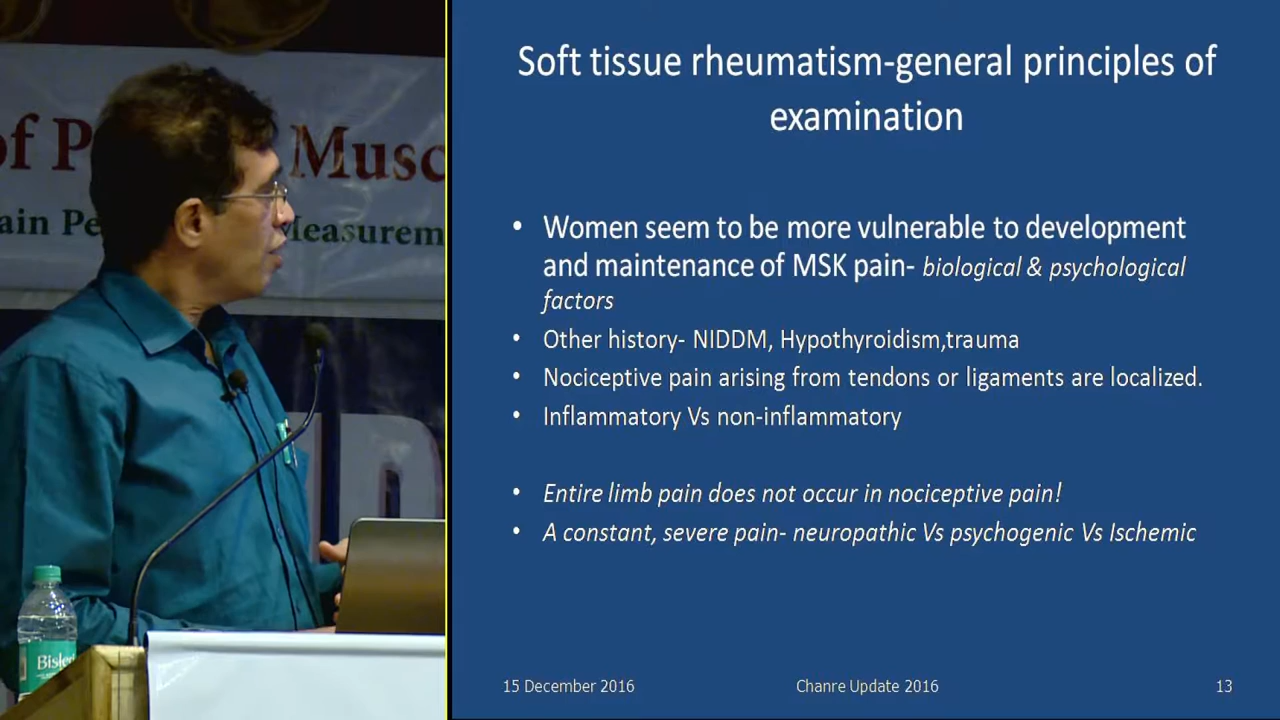 of P Musc
ain Pe Measurem
Bisle
Soft tissue rheumatism-general principles of
examination
• Women seem to be more vulnerable to development
and maintenance of MSK pain- biological & psychological
factors
• Other history- NIDDM, Hypothyroidism,trauma
• Nociceptive pain arising from tendons or ligaments are localized.
• Inflammatory Vs non-inflammatory
• Entire limb pain does not occur in nociceptive pain!
• A constant, severe pain- neuropathic Vs psychogenic Vs Ischemic
15 December 2016 Chanre Update 2016 13